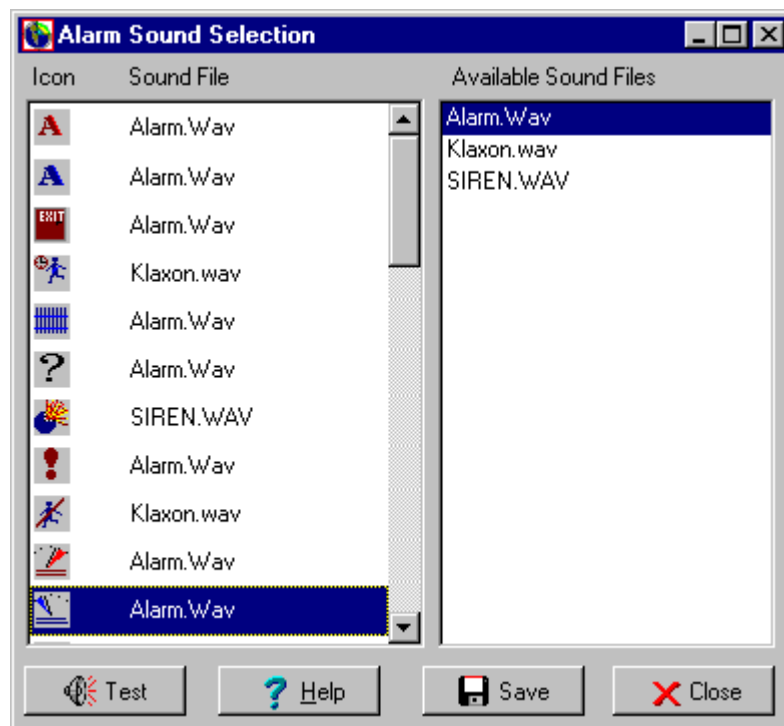 Alarm Sound Selection
Icon Sound File Available Sound Files
A Alarm.Wav
A Alarm.Wav
EXIT Alarm.Wav
Klaxon.wav
Alarm.Wav
? Alarm.Wav
SIREN.WAV
! Alarm.Wav
Klaxon.wav
Alarm.Wav
Alarm.Wav
Alarm.Wav
Klaxon.wav
SIREN.WAV
Test ? Help Save Close